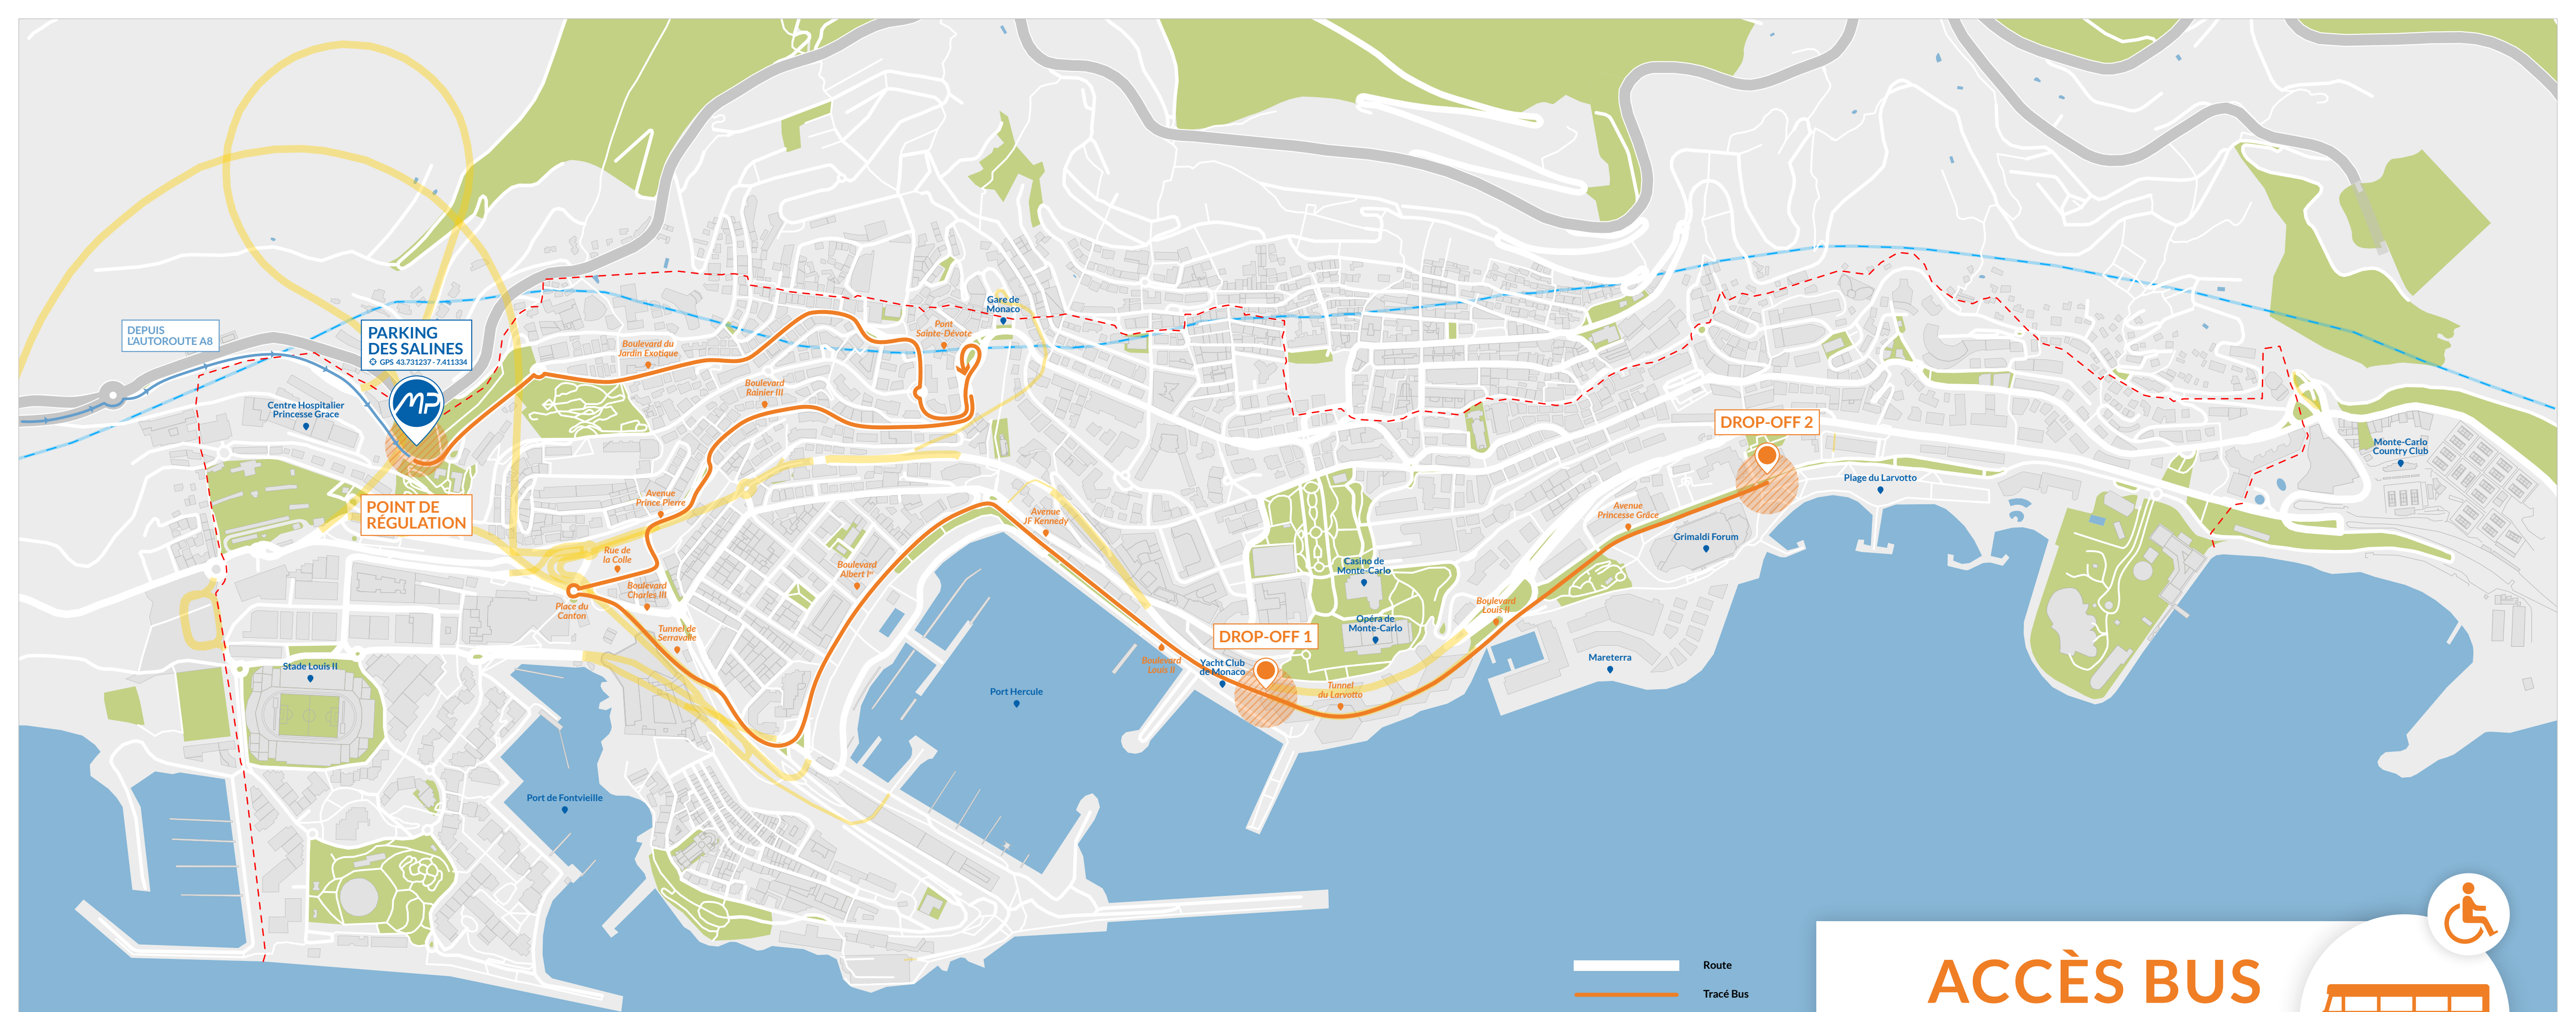 DEPUIS
L'AUTOROUTE A8
PARKING
DES SALINES
GPS 43.731237 - 7.411334
MP
Centre Hospitalier
Princesse Grace
POINT DE
RÉGULATION
Boulevard du
Jardin Exotique
Boulevard
Rainier III
Pont
Sainte-Dévote
Gare de
Monaco
Avenue
Prince Pierre
Rue de
la Colle
Boulevard
Charles III
Place du
Canton
Tunnel de
Serravalle
Boulevard
Albert Iᵉʳ
Avenue
JF Kennedy
Stade Louis II
Port de Fontvieille
Port Hercule
Boulevard
Louis II
Yacht Club
de Monaco
DROP-OFF 1
Tunnel
du Larvotto
Casino de
Monte-Carlo
Opéra de
Monte-Carlo
Boulevard
Louis II
Avenue
Princesse Grâce
DROP-OFF 2
Grimaldi Forum
Mareterra
Plage du Larvotto
Monte-Carlo
Country Club
Route
Tracé Bus
ACCÈS BUS